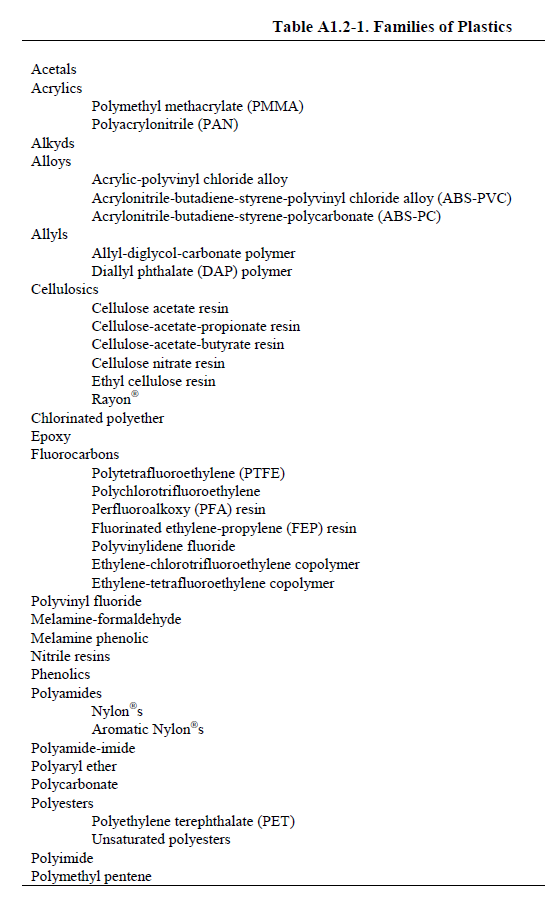 Table A1.2-1. Families of Plastics
Acetals
Acrylics
Polymethyl methacrylate (PMMA)
Polyacrylonitrile (PAN)
Alkyds
Alloys
Acrylic-polyvinyl chloride alloy
Acrylonitrile-butadiene-styrene-polyvinyl chloride alloy (ABS-PVC)
Acrylonitrile-butadiene-styrene-polycarbonate (ABS-PC)
Allyls
Allyl-diglycol-carbonate polymer
Diallyl phthalate (DAP) polymer
Cellulosics
Cellulose acetate resin
Cellulose-acetate-propionate resin
Cellulose-acetate-butyrate resin
Cellulose nitrate resin
Ethyl cellulose resin
Rayon®
Chlorinated polyether
Epoxy
Fluorocarbons
Polytetrafluoroethylene (PTFE)
Polychlorotrifluoroethylene
Perfluoroalkoxy (PFA) resin
Fluorinated ethylene-propylene (FEP) resin
Polyvinylidene fluoride
Ethylene-chlorotrifluoroethylene copolymer
Ethylene-tetrafluoroethylene copolymer
Polyvinyl fluoride
Melamine-formaldehyde
Melamine phenolic
Nitrile resins
Phenolics
Polyamides
Nylon®s
Aromatic Nylon®s
Polyamide-imide
Polyaryl ether
Polycarbonate
Polyesters
Polyethylene terephthalate (PET)
Unsaturated polyesters
Polyimide
Polymethyl pentene